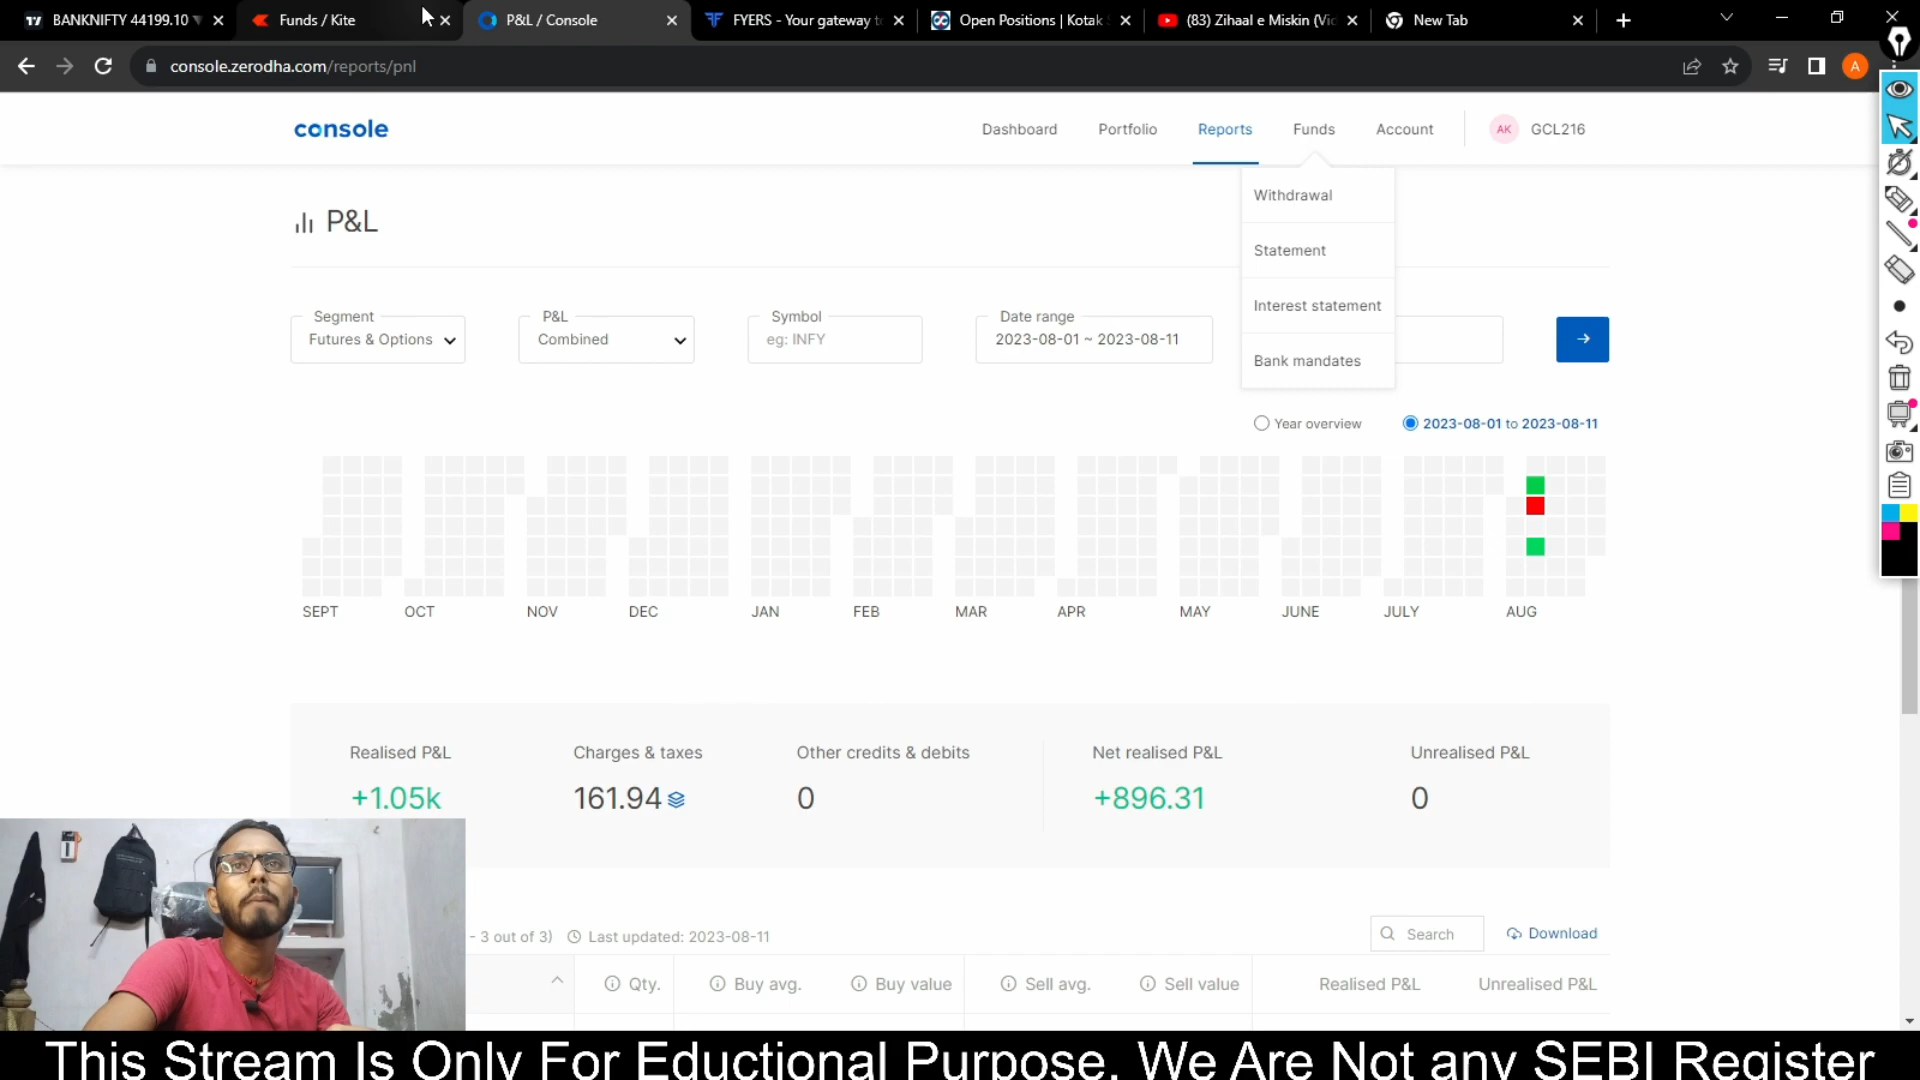 BANKNIFTY 44199.10
Funds / Kite
P&L / Console
FYERS - Your gateway t
Open Positions | Kotak
(83) Zihaal e Miskin (Vi
New Tab
console.zerodha.com/reports/pnl
A
console
Dashboard
Portfolio
Reports
Funds
Account
AK
GCL216
Withdrawal
Statement
Interest statement
Bank mandates
P&L
Segment
Futures & Options
P&L
Combined
Symbol
eg: INFY
Date range
2023-08-01 ~ 2023-08-11
Year overview
2023-08-01 to 2023-08-11
SEPT OCT NOV DEC JAN FEB MAR APR MAY JUNE JULY AUG
Realised P&L
+1.05k
Charges & taxes
161.94
Other credits & debits
0
Net realised P&L
+896.31
Unrealised P&L
0
- 3 out of 3) Last updated: 2023-08-11
Search
Download
Qty. Buy avg. Buy value Sell avg. Sell value Realised P&L Unrealised P&L
This Stream Is Only For Eductional Purpose. We Are Not any SEBI Register